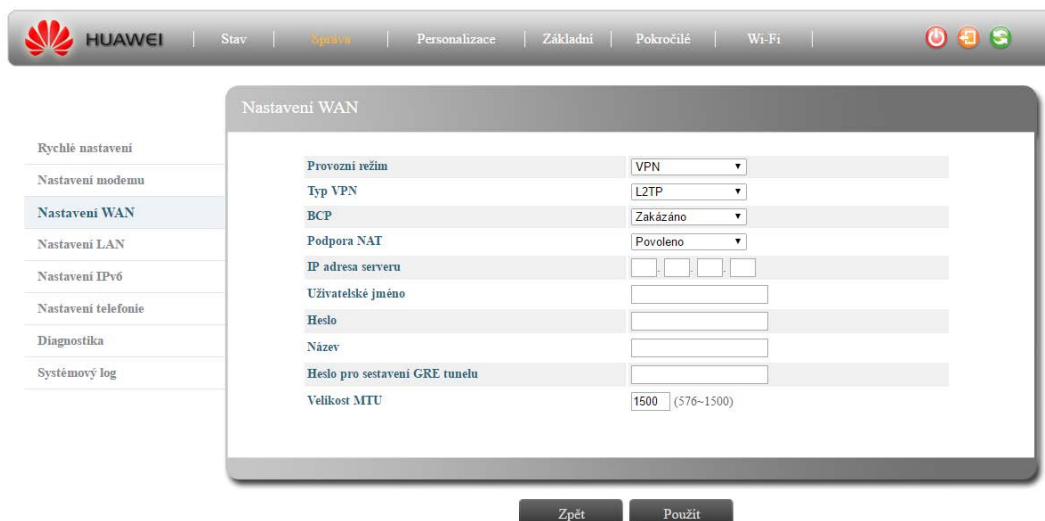 HUAWEI | Stav | Správa | Personalizace | Základní | Pokročilé | Wi-Fi |
Nastavení WAN
Rychlé nastavení
Nastavení modemu
Nastavení WAN
Nastavení LAN
Nastavení IPv6
Nastavení telefonie
Diagnostika
Systémový log
Provozní režim VPN
Typ VPN L2TP
BCP Zakázáno
Podpora NAT Povoleno
IP adresa serveru . . .
Uživatelské jméno
Heslo
Název
Heslo pro sestavení GRE tunelu
Velikost MTU 1500 (576~1500)
Zpět Použít